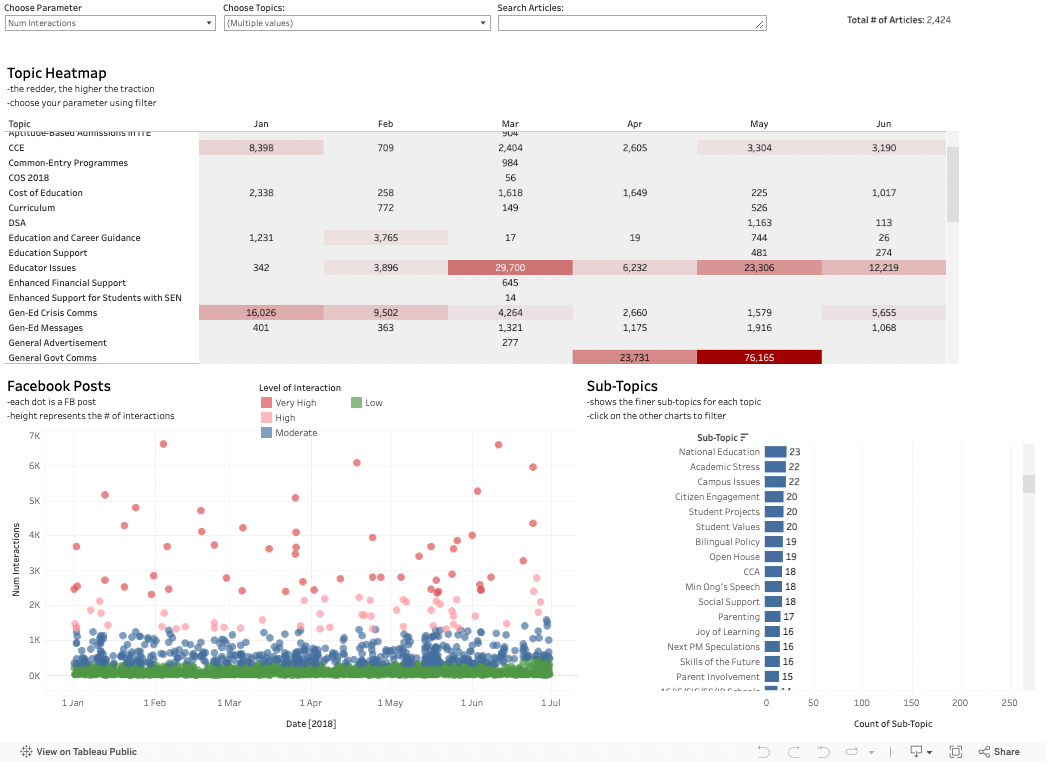 Choose Parameter
Num Interactions
Choose Topics:
(Multiple values)
Search Articles:
Total # of Articles: 2,424
Topic Heatmap
-the redder, the higher the traction
-choose your parameter using filter
Topic Jan Feb Mar Apr May Jun
Aptitude-Based Admissions in ITE 904
CCE 8,398 709 2,404 2,605 3,304 3,190
Common-Entry Programmes 984
COS 2018 56
Cost of Education 2,338 258 1,618 1,649 225 1,017
Curriculum 772 149 526
DSA 1,163 113
Education and Career Guidance 1,231 3,765 17 19 744 26
Education Support 481 274
Educator Issues 342 3,896 29,700 6,232 23,306 12,219
Enhanced Financial Support 645
Enhanced Support for Students with SEN 14
Gen-Ed Crisis Comms 16,026 9,502 4,264 2,660 1,579 5,655
Gen-Ed Messages 401 363 1,321 1,175 1,916 1,068
General Advertisement 277
General Govt Comms 23,731 76,165
Facebook Posts
-each dot is a FB post
-height represents the # of interactions
Level of Interaction
Very High Low
High
Moderate
7K
6K
5K
4K
3K
2K
1K
0K
Num Interactions
1 Jan 1 Feb 1 Mar 1 Apr 1 May 1 Jun 1 Jul
Date [2018]
Sub-Topics
-shows the finer sub-topics for each topic
-click on the other charts to filter
Sub-Topic
National Education 23
Academic Stress 22
Campus Issues 22
Citizen Engagement 20
Student Projects 20
Student Values 20
Bilingual Policy 19
Open House 19
CCA 18
Min Ong's Speech 18
Social Support 18
Parenting 17
Joy of Learning 16
Next PM Speculations 16
Skills of the Future 16
Parent Involvement 15
0 50 100 150 200 250
Count of Sub-Topic
View on Tableau Public
Share